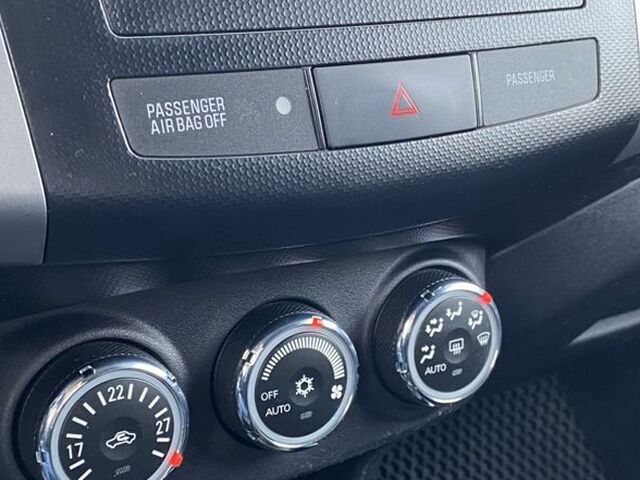 PASSENGER
AIR BAG OFF
PASSENGER
17 22 27
OFF
AUTO
AUTO